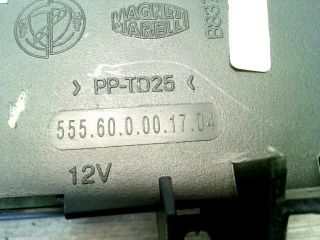 MAGNETI
MARELLI
B83
> PP-TD25 <
555.60.0.00.17.04
12V